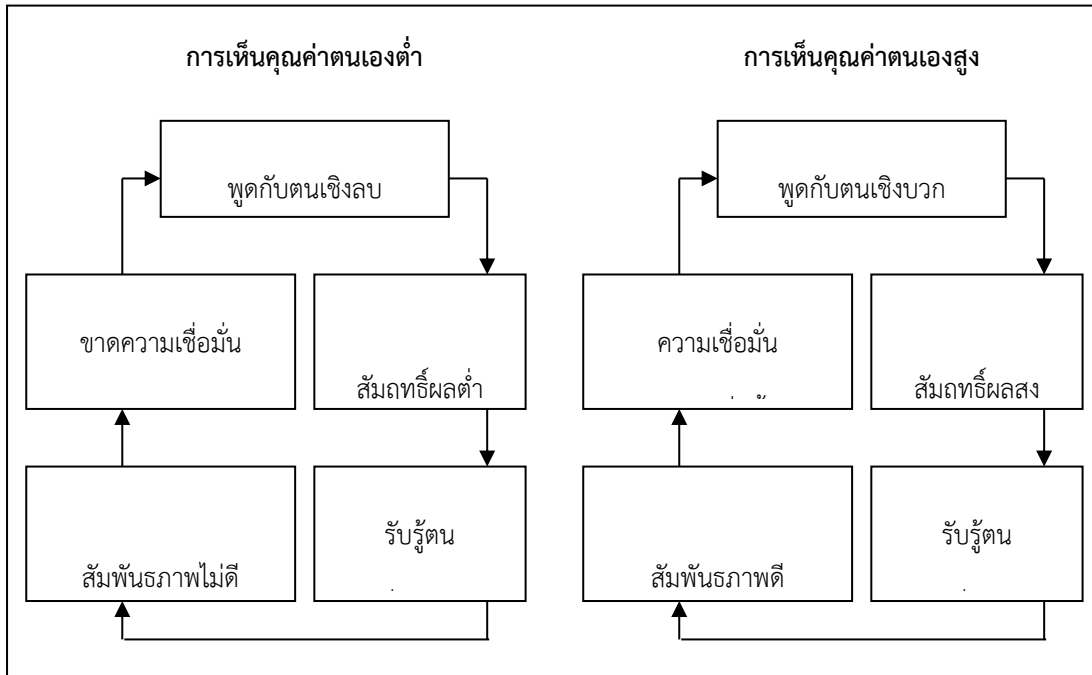 การเห็นคุณค่าตนเองต่ำ
พูดกับตนเชิงลบ
ขาดความเชื่อมั่น
สัมฤทธิ์ผลต่ำ
สัมพันธภาพไม่ดี
รับรู้ตน
การเห็นคุณค่าตนเองสูง
พูดกับตนเชิงบวก
ความเชื่อมั่น
สัมฤทธิ์ผลสง
สัมพันธภาพดี
รับรู้ตน